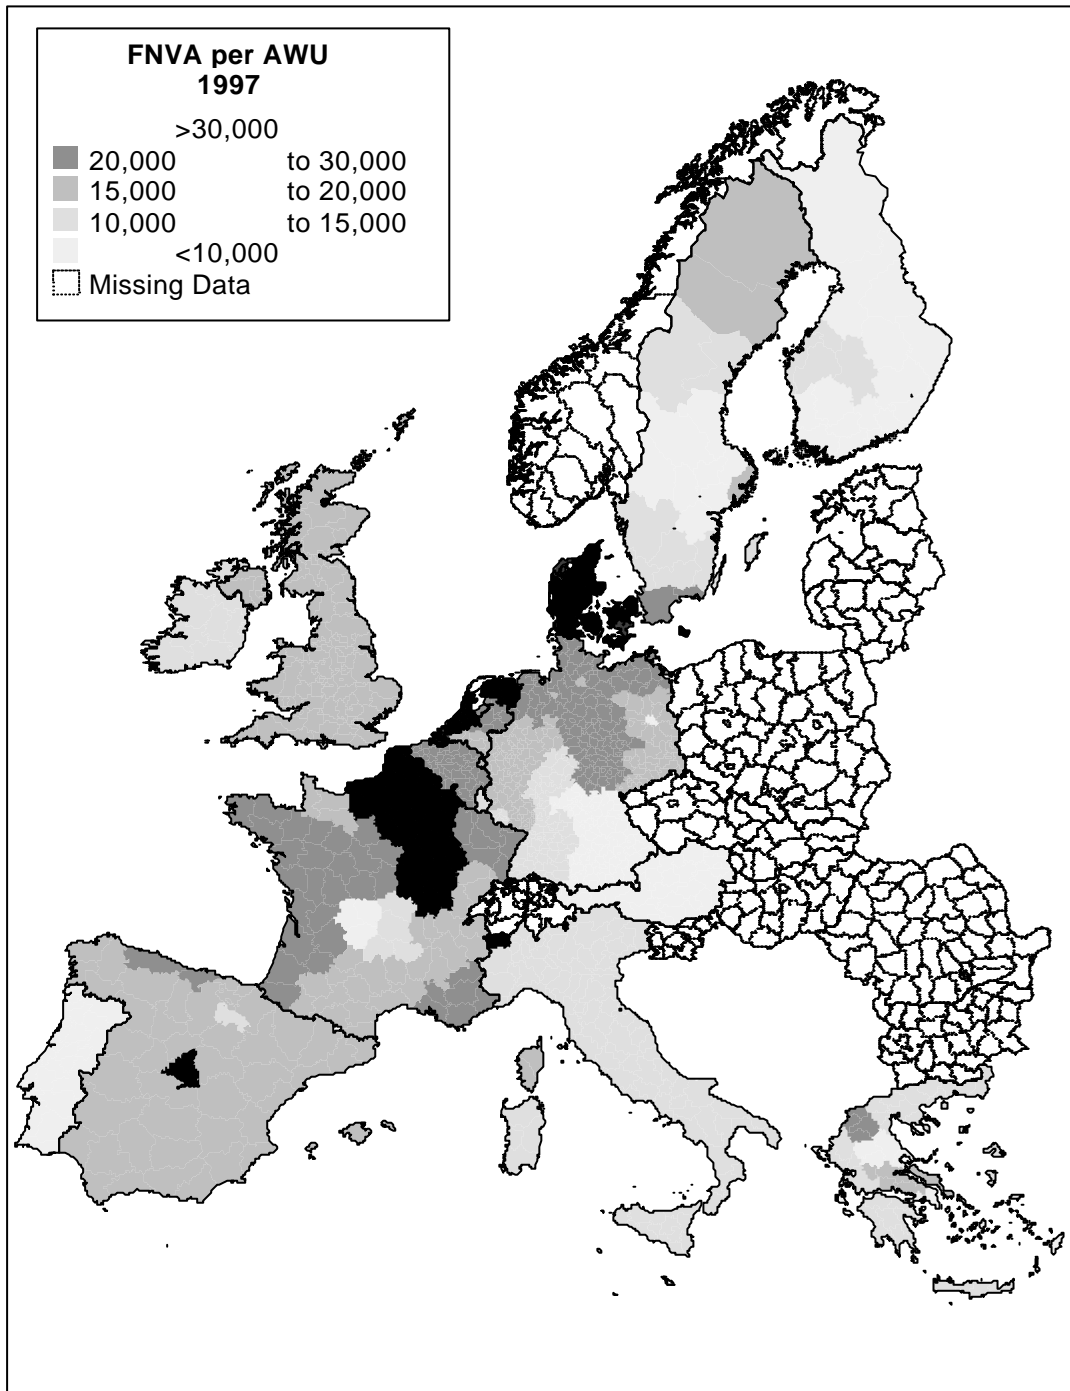 FNVA per AWU
1997
>30,000
20,000 to 30,000
15,000 to 20,000
10,000 to 15,000
<10,000
Missing Data